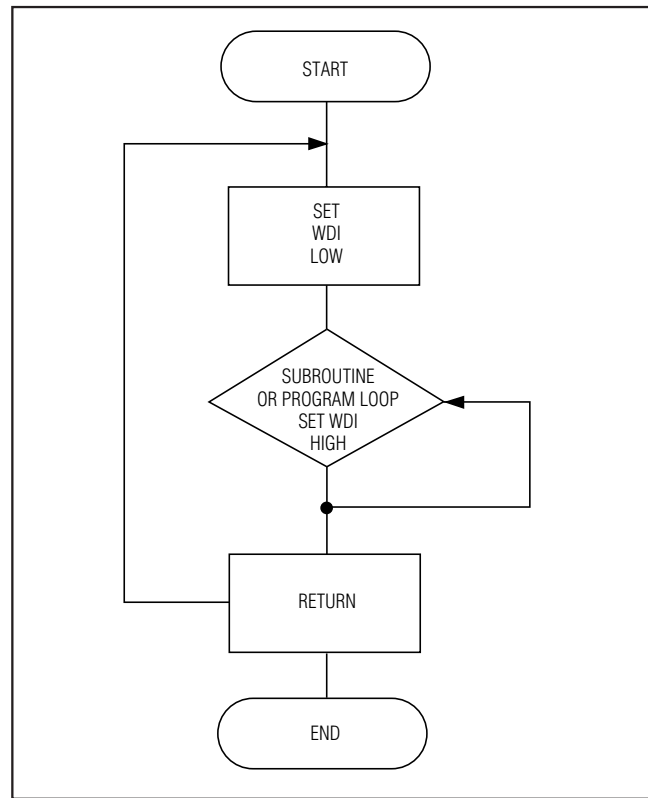 START
SET
WDI
LOW
SUBROUTINE
OR PROGRAM LOOP
SET WDI
HIGH
RETURN
END